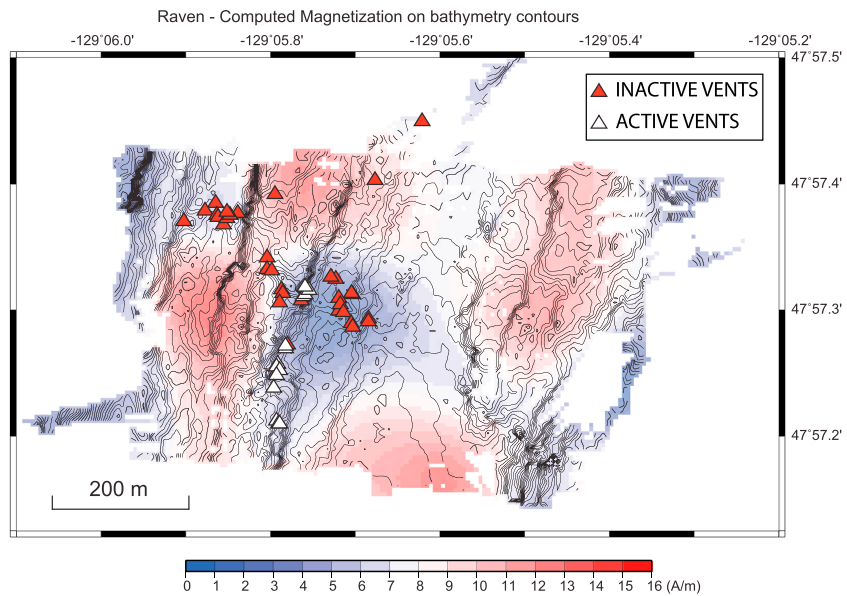 Raven - Computed Magnetization on bathymetry contours
-129°06.0' -129°05.8' -129°05.6' -129°05.4' -129°05.2'
47°57.5'
INACTIVE VENTS
ACTIVE VENTS
47°57.4'
47°57.3'
47°57.2'
200 m
0 1 2 3 4 5 6 7 8 9 10 11 12 13 14 15 16 (A/m)